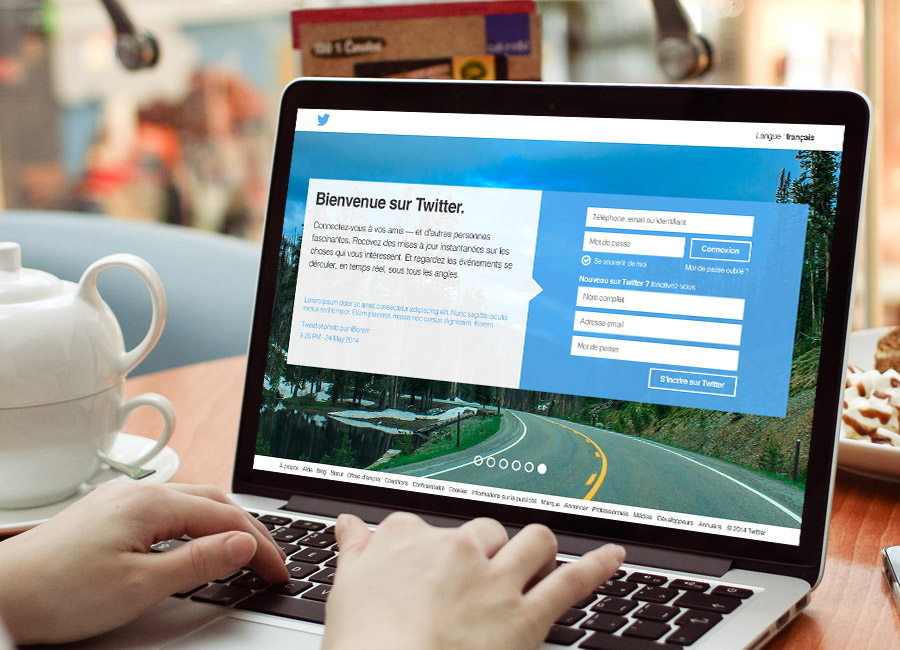 100 % Cacahu
Langue : français
Bienvenue sur Twitter.
Connectez-vous à vos amis — et d'autres personnes
fascinantes. Recevez des mises à jour instantanées sur les
choses qui vous intéressent. Et regardez les événements se
dérouler, en temps réel, sous tous les angles.
Lorem ipsum dolor sit amet, consectetur adipiscing elit. Nunc sagittis iaculis
metus sed tempor. Etiam placerat, massa nec cursus dignissim, #lorem
Tweet et photo par @lorem
6:20 PM - 24 May 2014
Téléphone, email ou identifiant
Mot de passe
Connexion
Se souvenir de moi
Mot de passe oublié ?
Nouveau sur Twitter ? Inscrivez-vous
Nom complet
Adresse email
Mot de passe
S'incrire sur Twitter
À propos Aide Blog Statut Offres d'emploi Conditions Confidentialité Cookies Informations sur la publicité Marque Annoncer Professionnels Médias Développeurs Annuaire © 2014 Twitter